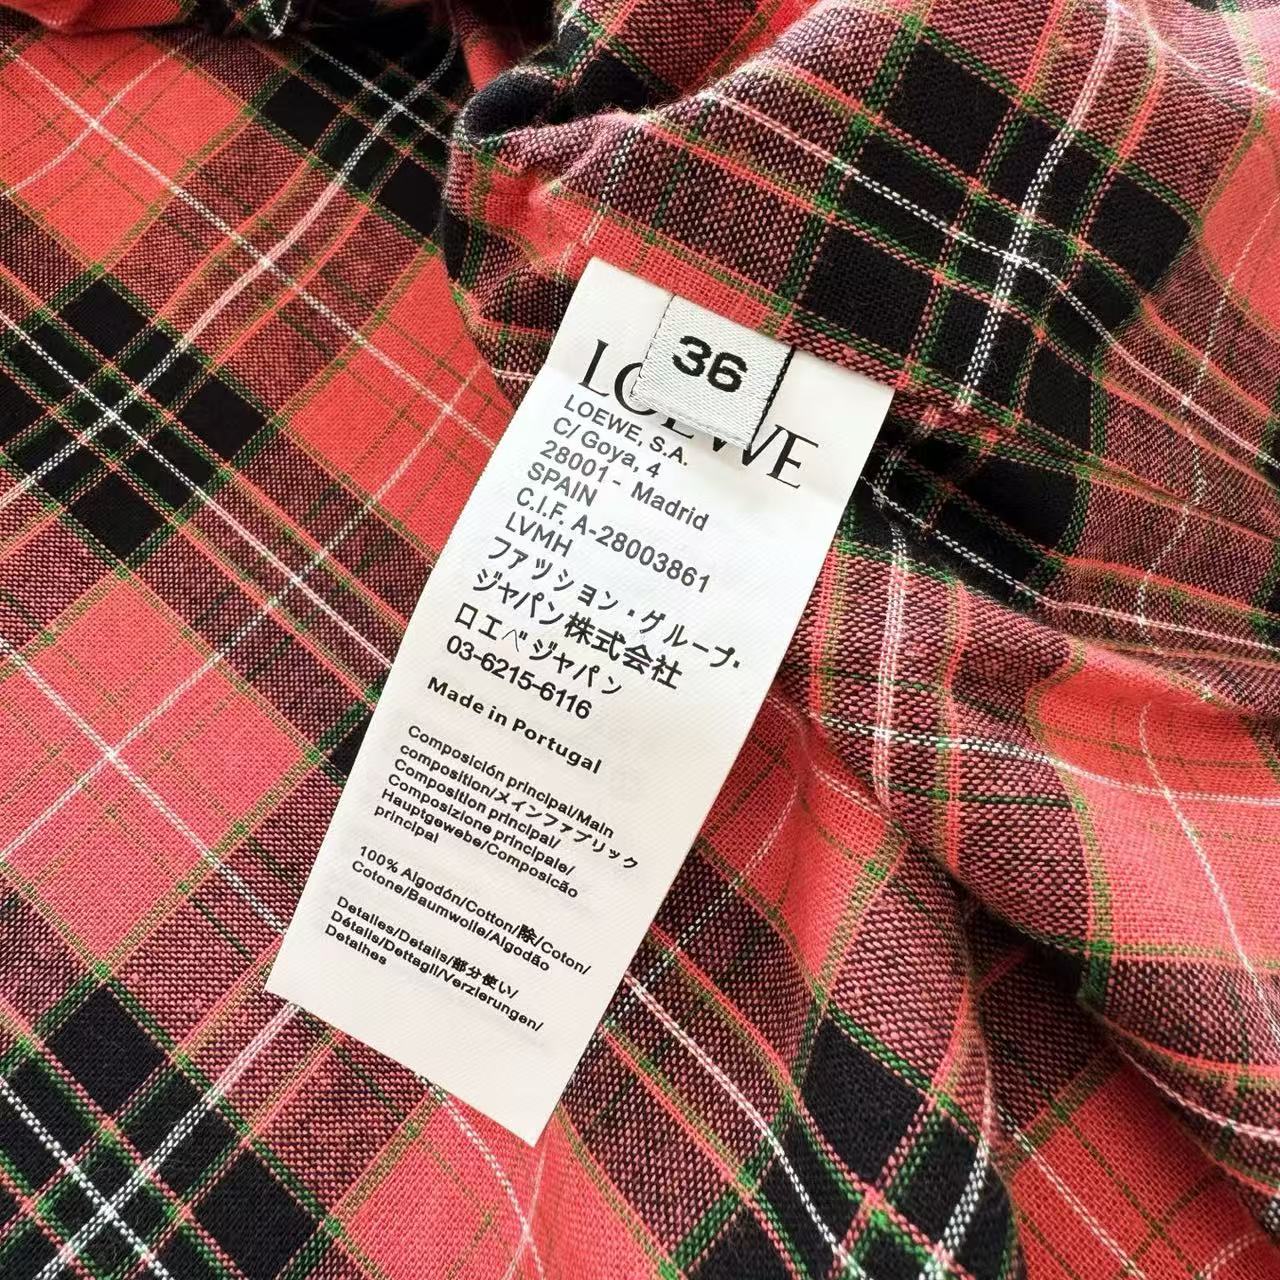 36
LOEWE
LOEWE, S.A.
C/ Goya, 4
28001 - Madrid
SPAIN
C.I.F. A-28003861
LVMH
ファッション・グループ・
ジャパン株式会社
ロエベジャパン
03-6215-6116
Made in Portugal
Composición principal/Main
composition/メインファブリック
Composition principal/
Composizione principale/
Hauptgewebe/Composicão
principal
100% Algodón/Cotton/除/Coton/
Cotone/Baumwolle/Algodão
Detalles/Details/部分使い/
Détails/Dettagli/Verzierungen/
Detalhes